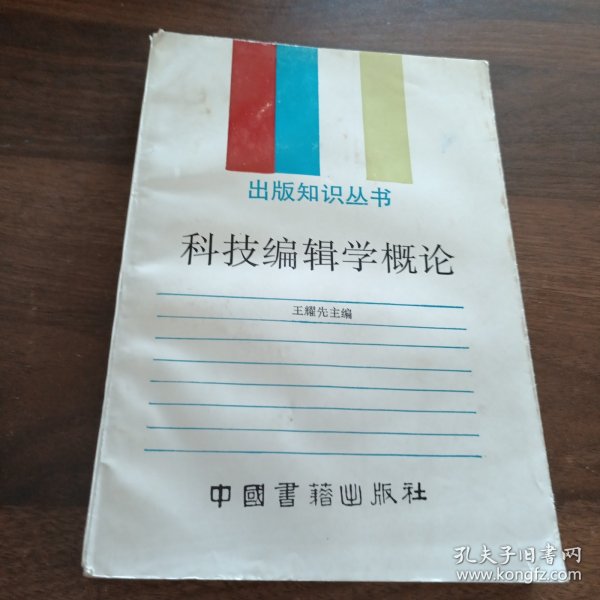 出版知识丛书
科技编辑学概论
王耀先主编
中國書籍出版社
孔夫子旧书网
www.kongfz.com